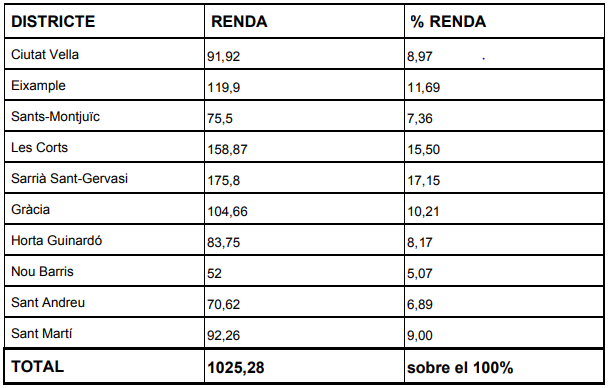 DISTRICTE RENDA % RENDA
Ciutat Vella 91,92 8,97
Eixample 119,9 11,69
Sants-Montjuïc 75,5 7,36
Les Corts 158,87 15,50
Sarrià Sant-Gervasi 175,8 17,15
Gràcia 104,66 10,21
Horta Guinardó 83,75 8,17
Nou Barris 52 5,07
Sant Andreu 70,62 6,89
Sant Martí 92,26 9,00
TOTAL 1025,28 sobre el 100%